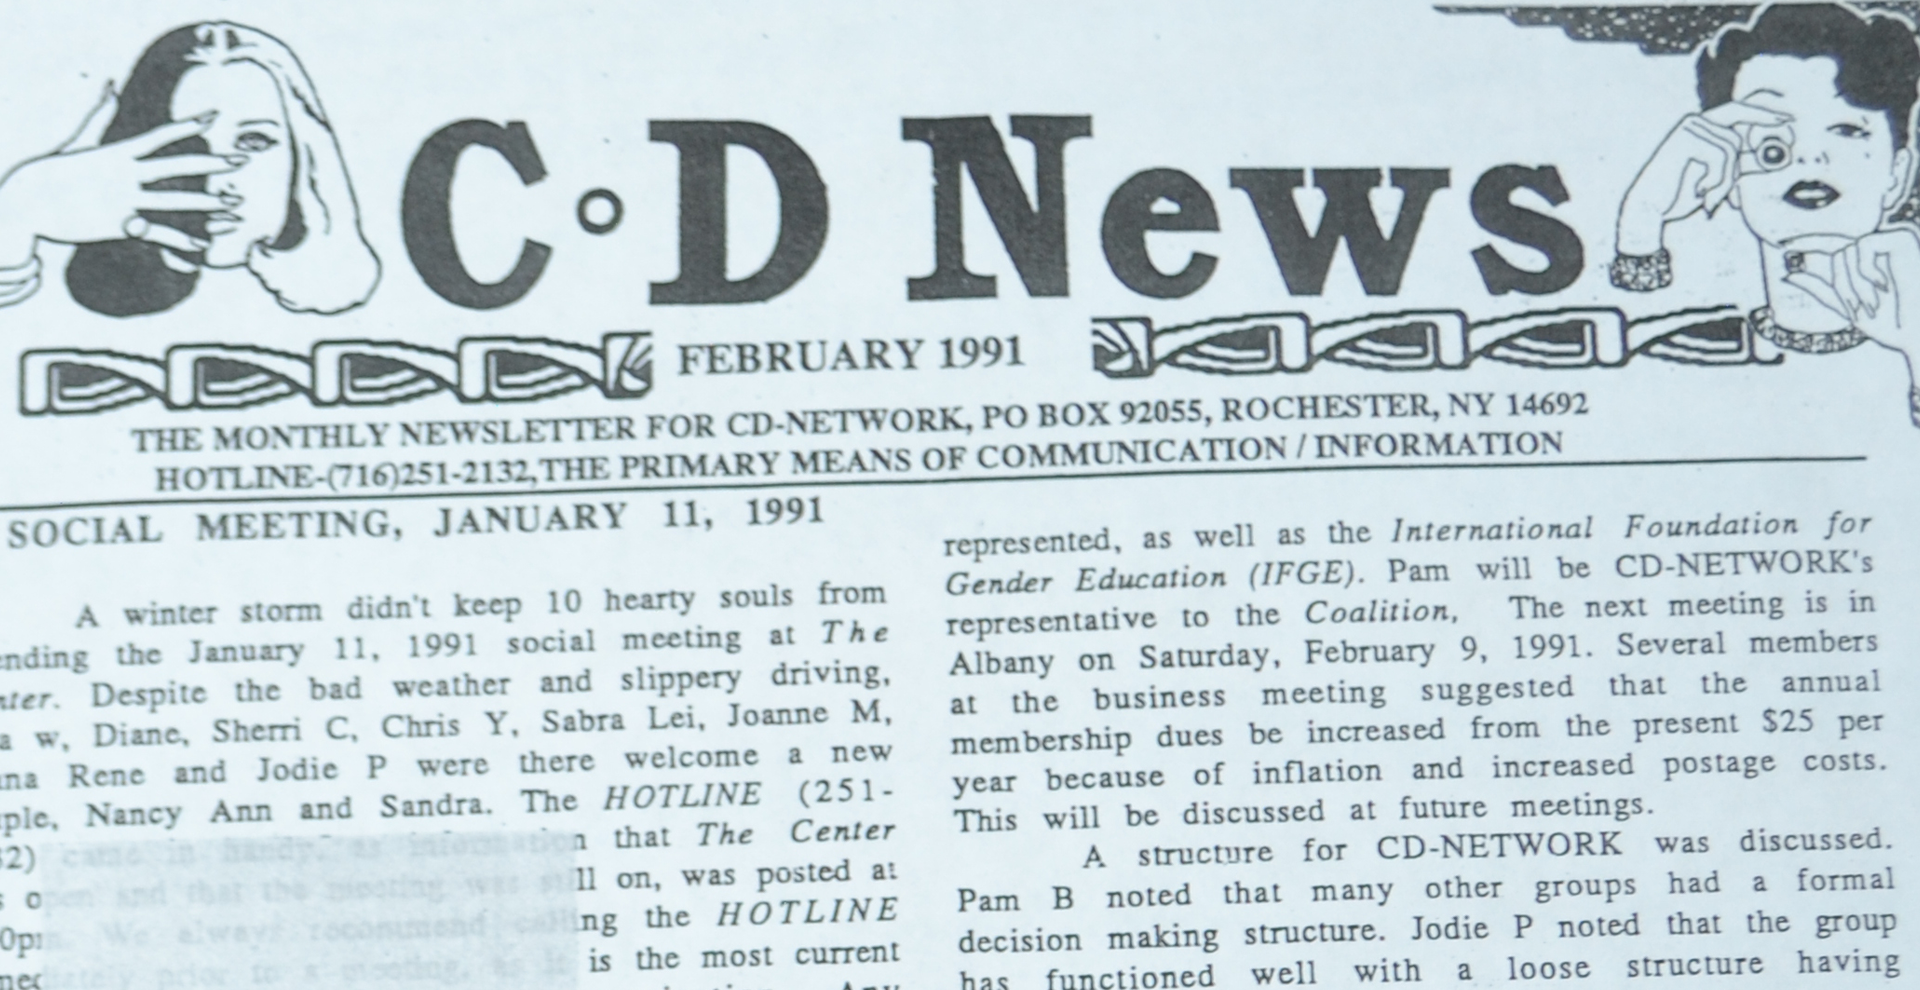 C·D News
FEBRUARY 1991
THE MONTHLY NEWSLETTER FOR CD-NETWORK, PO BOX 92055, ROCHESTER, NY 14692
HOTLINE-(716)251-2132,THE PRIMARY MEANS OF COMMUNICATION / INFORMATION
SOCIAL MEETING, JANUARY 11, 1991
A winter storm didn't keep 10 hearty souls from
nding the January 11, 1991 social meeting at The
ter. Despite the bad weather and slippery driving,
a w, Diane, Sherri C, Chris Y, Sabra Lei, Joanne M,
na Rene and Jodie P were there welcome a new
ple, Nancy Ann and Sandra. The HOTLINE (251-
2) came in handy, as information that The Center
s open and that the meeting was still on, was posted at
0pm. We always recommend calling the HOTLINE
immediately prior to a meeting, as it is the most current
Any
represented, as well as the International Foundation for
Gender Education (IFGE). Pam will be CD-NETWORK's
representative to the Coalition, The next meeting is in
Albany on Saturday, February 9, 1991. Several members
at the business meeting suggested that the annual
membership dues be increased from the present $25 per
year because of inflation and increased postage costs.
This will be discussed at future meetings.
A structure for CD-NETWORK was discussed.
Pam B noted that many other groups had a formal
decision making structure. Jodie P noted that the group
has functioned well with a loose structure having